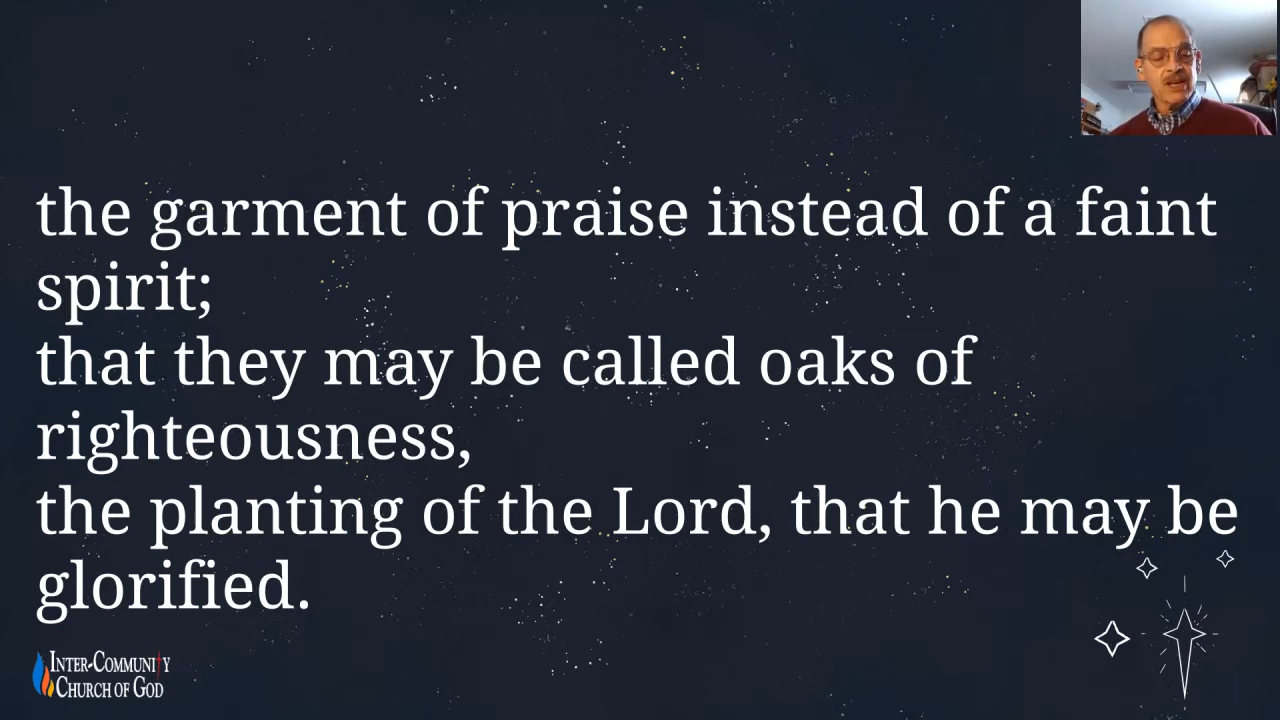 the garment of praise instead of a faint
spirit;
that they may be called oaks of
righteousness,
the planting of the Lord, that he may be
glorified.
INTER-COMMUNITY
CHURCH OF GOD